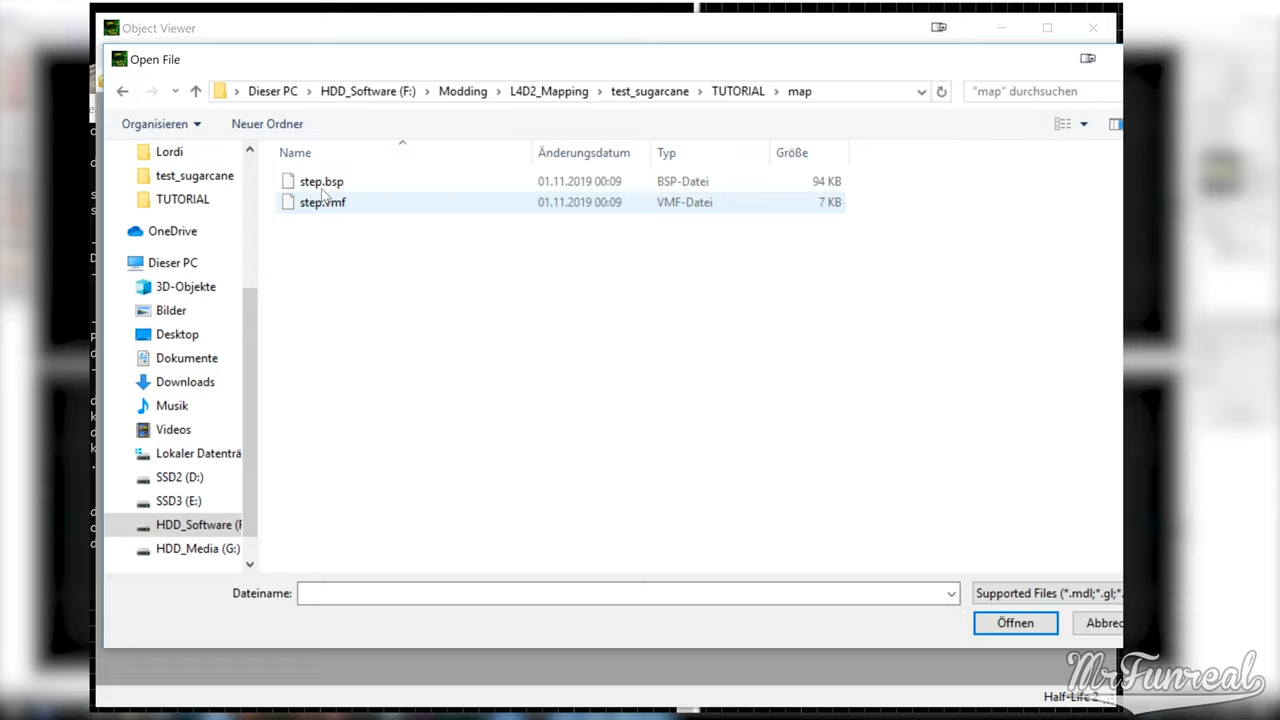 Object Viewer
Open File
Dieser PC > HDD_Software (F:) > Modding > L4D2_Mapping > test_sugarcane > TUTORIAL > map
"map" durchsuchen
Organisieren
Neuer Ordner
Name
Änderungsdatum
Typ
Größe
step.bsp 01.11.2019 00:09 BSP-Datei 94 KB
step.vmf 01.11.2019 00:09 VMF-Datei 7 KB
Lordi
test_sugarcane
TUTORIAL
OneDrive
Dieser PC
3D-Objekte
Bilder
Desktop
Dokumente
Downloads
Musik
Videos
Lokaler Datenträ
SSD2 (D:)
SSD3 (E:)
HDD_Software (F
HDD_Media (G:)
Dateiname:
Supported Files (*.mdl;*.gl;*.
Öffnen
Abbrec
Half-Life 2
MrFunreal